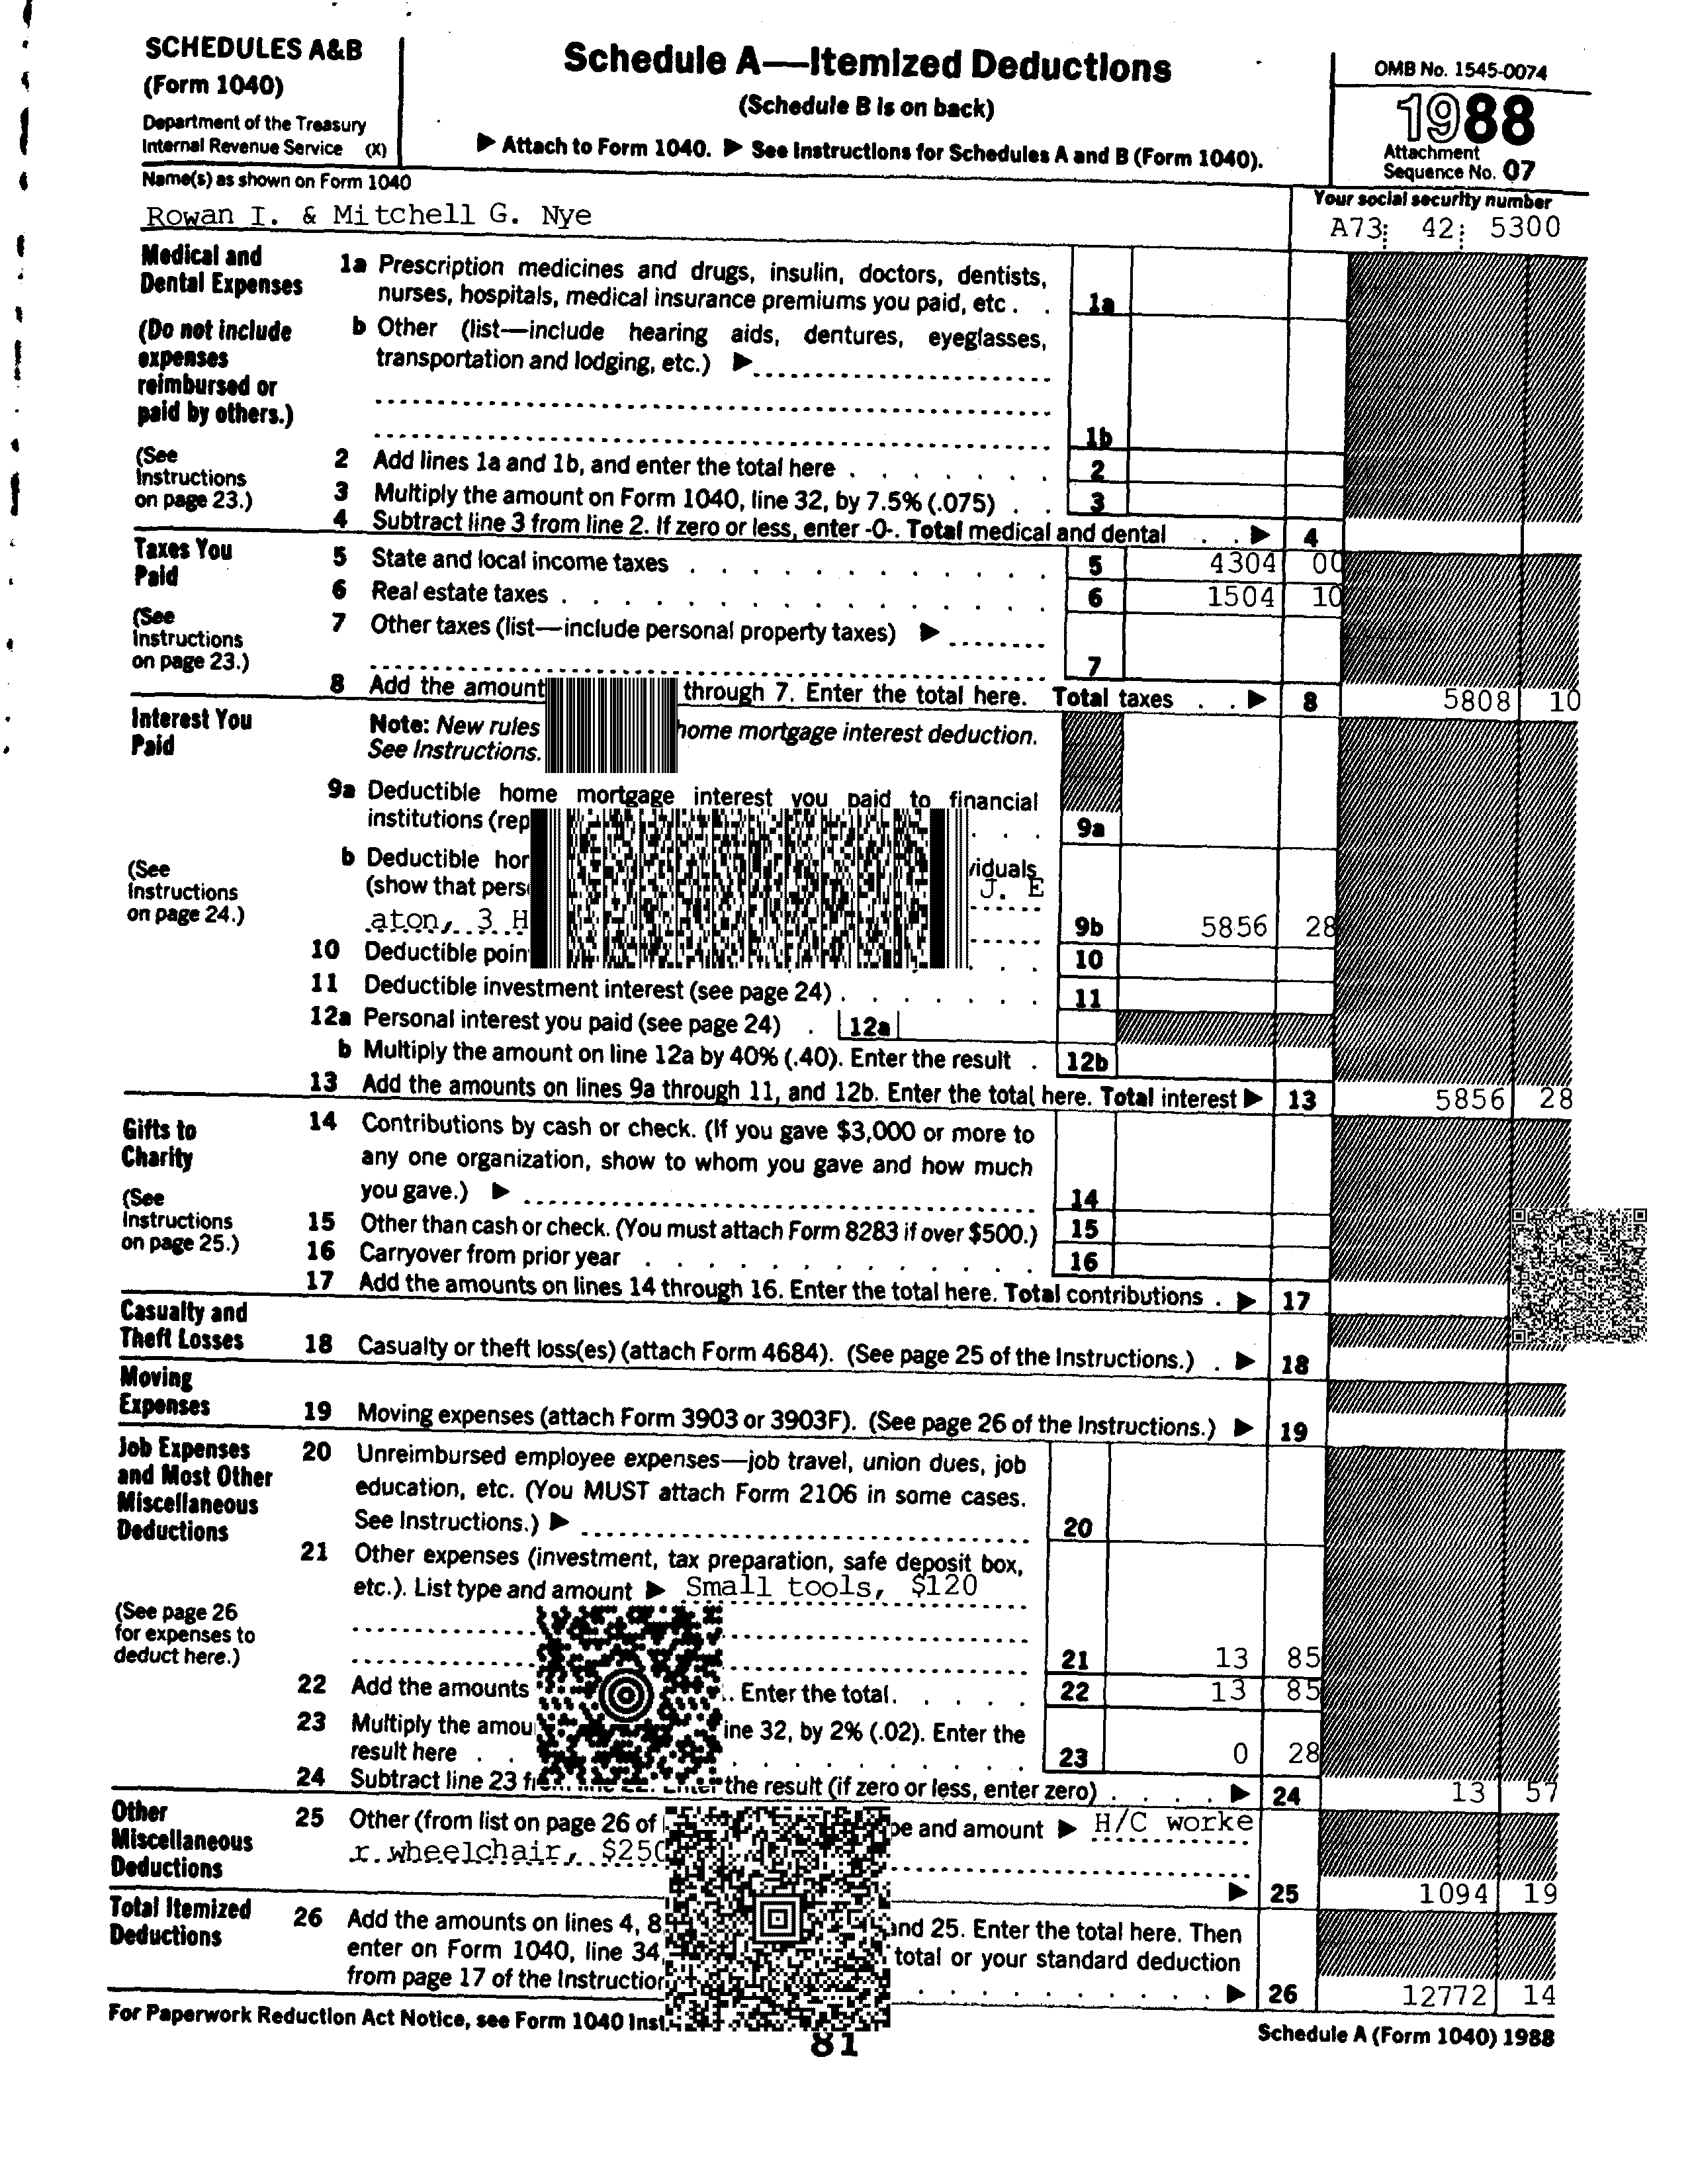 SCHEDULES A&B
(Form 1040)
Department of the Treasury
Internal Revenue Service (X)
Schedule A—Itemized Deductions
(Schedule B is on back)
▶ Attach to Form 1040. ▶ See Instructions for Schedules A and B (Form 1040).
OMB No. 1545-0074
1988
Attachment
Sequence No. 07
Name(s) as shown on Form 1040
Rowan I. & Mitchell G. Nye
Your social security number
A73 42 5300
Medical and
Dental Expenses
(Do not include
expenses
reimbursed or
paid by others.)
(See
Instructions
on page 23.)
1a Prescription medicines and drugs, insulin, doctors, dentists,
nurses, hospitals, medical insurance premiums you paid, etc . . 1a
b Other (list—include hearing aids, dentures, eyeglasses,
transportation and lodging, etc.) ▶
1b
2 Add lines 1a and 1b, and enter the total here . . . . . . . 2
3 Multiply the amount on Form 1040, line 32, by 7.5% (.075) . . 3
4 Subtract line 3 from line 2. If zero or less, enter -0-. Total medical and dental . . ▶ 4
Taxes You
Paid
(See
Instructions
on page 23.)
5 State and local income taxes . . . . . . . . . . . . 5 4304 00
6 Real estate taxes . . . . . . . . . . . . . . . . 6 1504 10
7 Other taxes (list—include personal property taxes) ▶
7
8 Add the amount through 7. Enter the total here. Total taxes . . ▶ 8 5808 10
Interest You
Paid
(See
Instructions
on page 24.)
Note: New rules home mortgage interest deduction.
See Instructions.
9a Deductible home mortgage interest you paid to financial
institutions . . . 9a
b Deductible
(show that J. E
aton, 3 9b 5856 28
10 Deductible . . 10
11 Deductible investment interest (see page 24) . . . . . . . 11
12a Personal interest you paid (see page 24) . 12a
b Multiply the amount on line 12a by 40% (.40). Enter the result . 12b
13 Add the amounts on lines 9a through 11, and 12b. Enter the total here. Total interest ▶ 13 5856 28
Gifts to
Charity
(See
Instructions
on page 25.)
14 Contributions by cash or check. (If you gave $3,000 or more to
any one organization, show to whom you gave and how much
you gave.) ▶ 14
15 Other than cash or check. (You must attach Form 8283 if over $500.) 15
16 Carryover from prior year . . . . . . . . . . . . . 16
17 Add the amounts on lines 14 through 16. Enter the total here. Total contributions . ▶ 17
Casualty and
Theft Losses
18 Casualty or theft loss(es) (attach Form 4684). (See page 25 of the Instructions.) . ▶ 18
Moving
Expenses
19 Moving expenses (attach Form 3903 or 3903F). (See page 26 of the Instructions.) ▶ 19
Job Expenses
and Most Other
Miscellaneous
Deductions
(See page 26
for expenses to
deduct here.)
20 Unreimbursed employee expenses—job travel, union dues, job
education, etc. (You MUST attach Form 2106 in some cases.
See Instructions.) ▶ 20
21 Other expenses (investment, tax preparation, safe deposit box,
etc.). List type and amount ▶ Small tools, $120
21 13 85
22 Add the amounts . Enter the total. . . . . . 22 13 85
23 Multiply the line 32, by 2% (.02). Enter the
result here . . . . . . . . . . . 23 0 28
24 Subtract line 23 the result (if zero or less, enter zero) . . . . ▶ 24 13 57
Other
Miscellaneous
Deductions
25 Other (from list on page 26 of and amount ▶ H/C worke
r wheelchair, $250
▶ 25 1094 19
Total Itemized
Deductions
26 Add the amounts on lines 4, 8 and 25. Enter the total here. Then
enter on Form 1040, line 34 total or your standard deduction
from page 17 of the . . . . . . . . . . ▶ 26 12772 14
For Paperwork Reduction Act Notice, see Form 1040
81
Schedule A (Form 1040) 1988